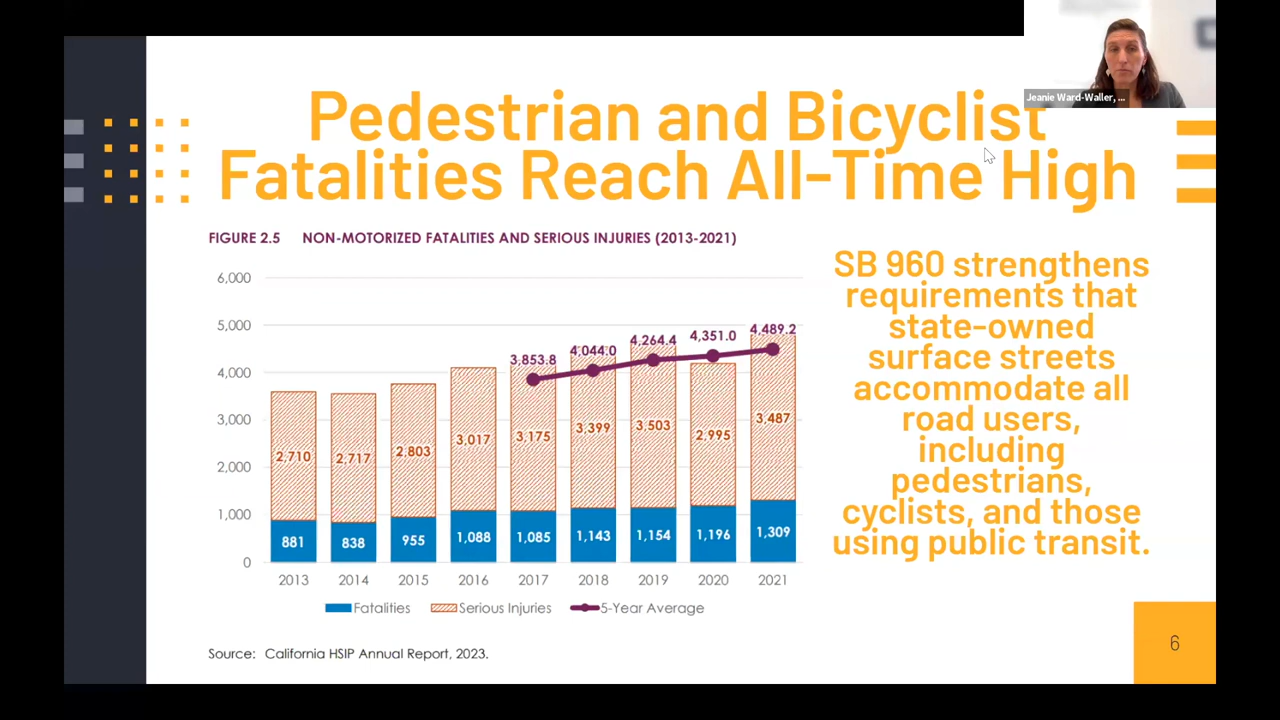 Jeanie Ward-Waller, ...
Pedestrian and Bicyclist
Fatalities Reach All-Time High
FIGURE 2.5 NON-MOTORIZED FATALITIES AND SERIOUS INJURIES (2013-2021)
6,000
5,000
4,000
3,000
2,000
1,000
0
3,853.8
4,044.0
4,264.4
4,351.0
4,489.2
2,710
2,717
2,803
3,017
3,175
3,399
3,503
2,995
3,487
881
838
955
1,088
1,085
1,143
1,154
1,196
1,309
2013 2014 2015 2016 2017 2018 2019 2020 2021
Fatalities Serious Injuries 5-Year Average
Source: California HSIP Annual Report, 2023.
SB 960 strengthens
requirements that
state-owned
surface streets
accommodate all
road users,
including
pedestrians,
cyclists, and those
using public transit.
6